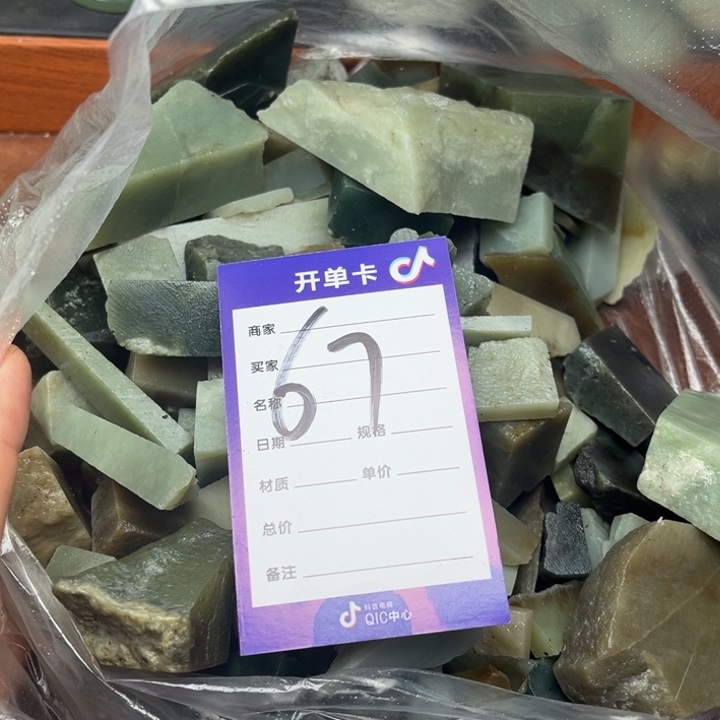 开单卡
商家
买家
67
名称
日期 规格
材质 单价
总价
备注
抖音电商
QIC中心